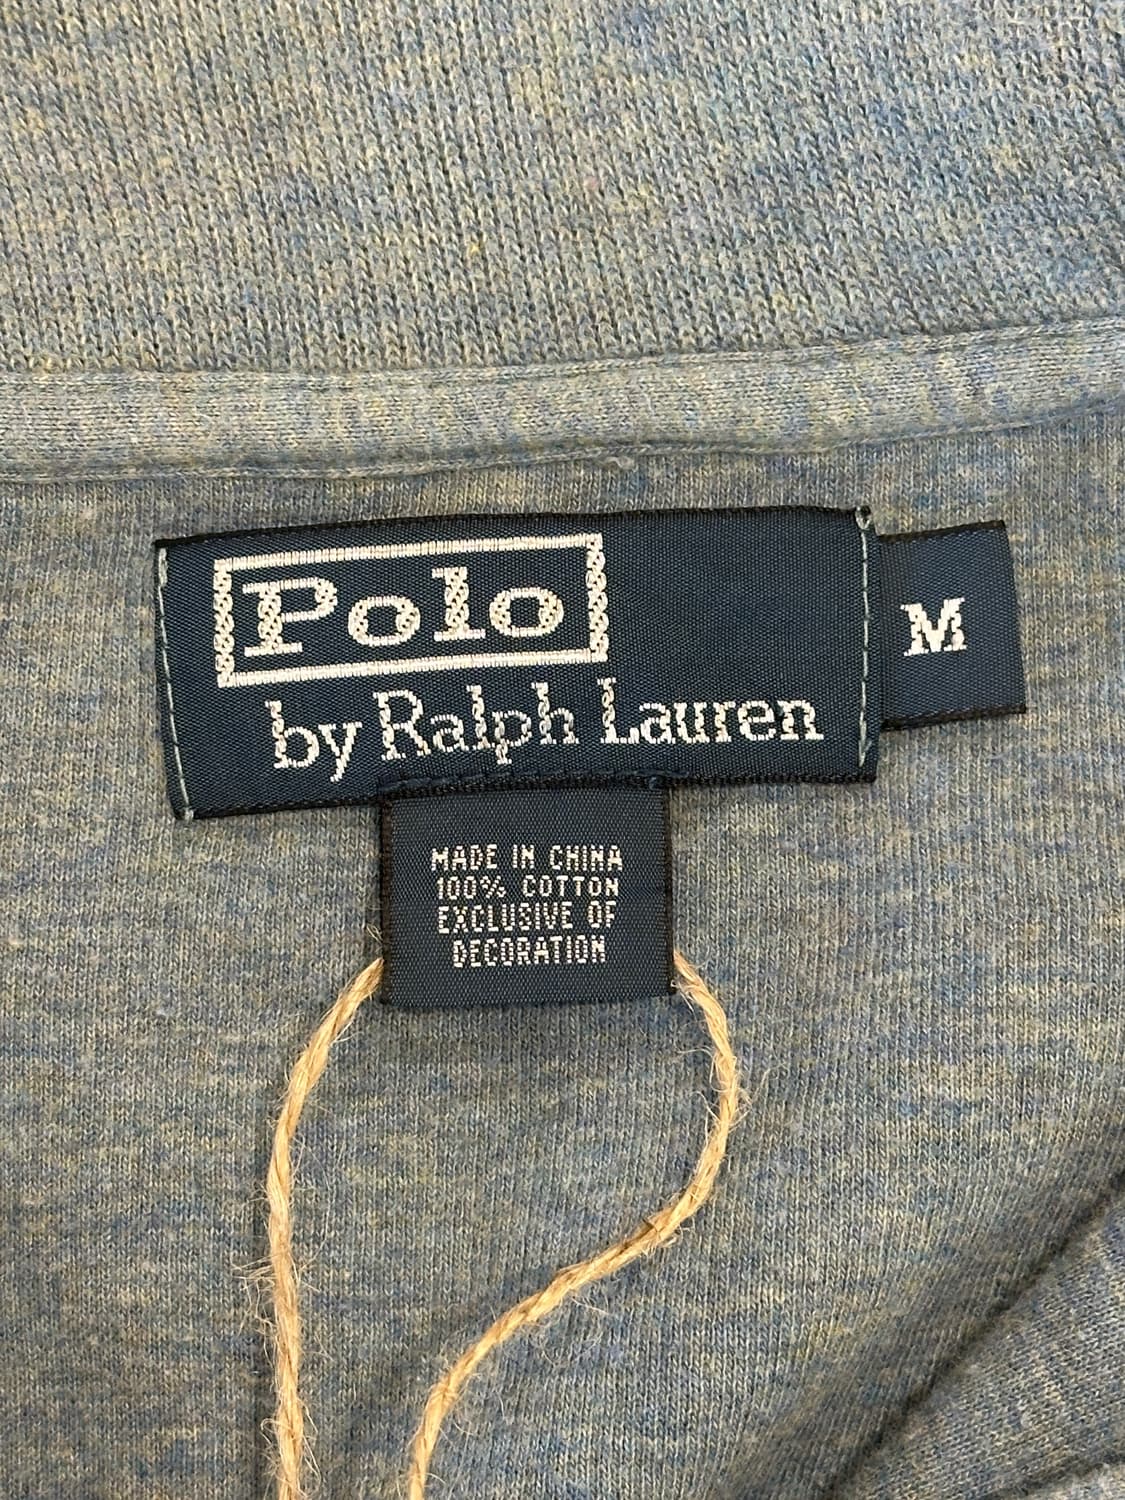 Polo
by Ralph Lauren
M
MADE IN CHINA
100% COTTON
EXCLUSIVE OF
DECORATION